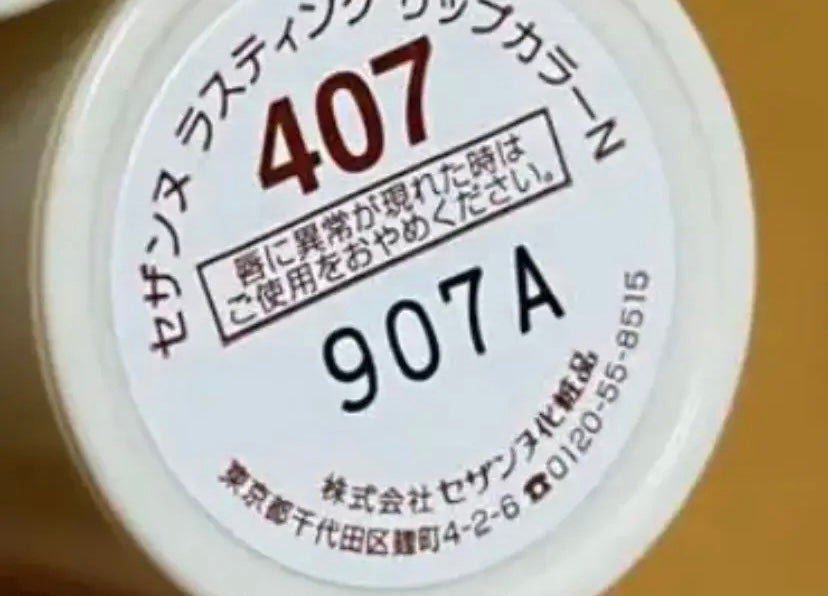 セザンヌ ラスティング リップカラーN
407
唇に異常が現れた時は
ご使用をおやめください。
907A
株式会社セザンヌ化粧品
東京都千代田区麹町4-2-6 ☎0120-55-8515